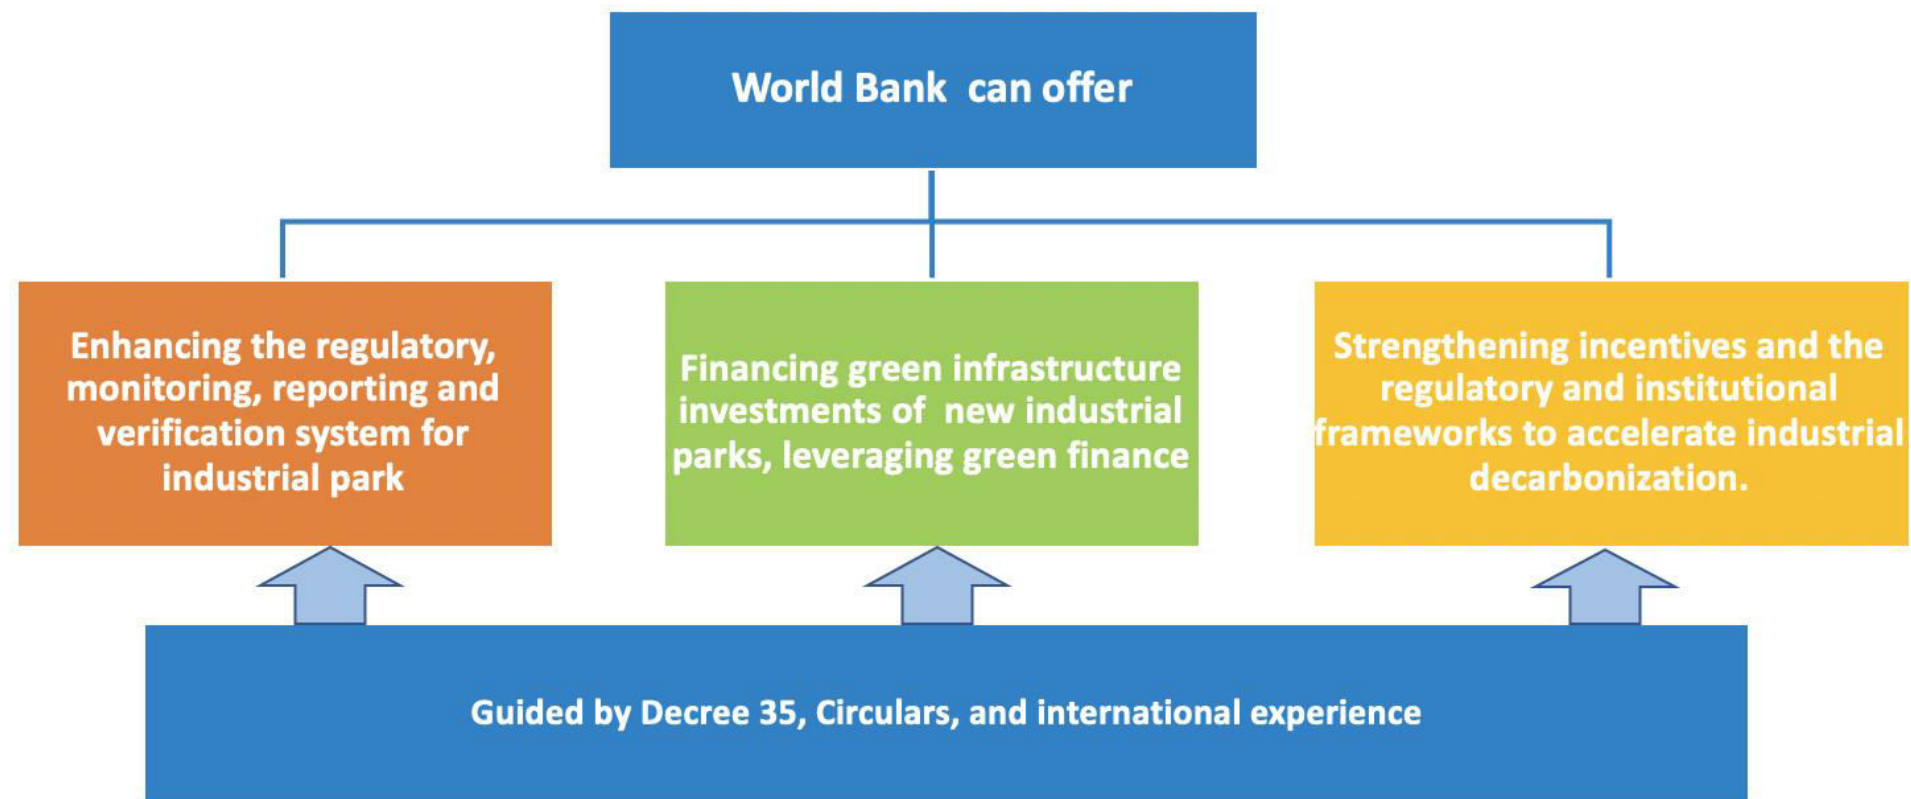 World Bank  can offer
Enhancing the regulatory,
monitoring, reporting and
verification system for
industrial park
Financing green infrastructure
investments of  new industrial
parks, leveraging green finance
Strengthening incentives and the
regulatory and institutional
frameworks to accelerate industrial
decarbonization.
Guided by Decree 35, Circulars, and international experience